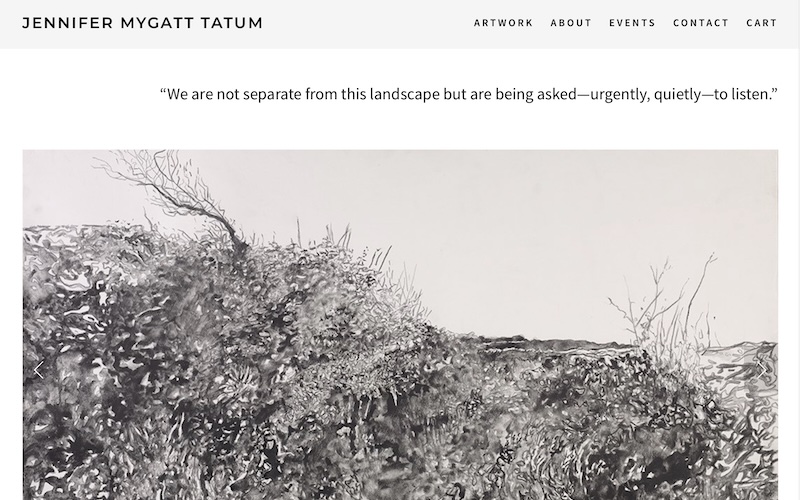 JENNIFER MYGATT TATUM
ARTWORK ABOUT EVENTS CONTACT CART
“We are not separate from this landscape but are being asked—urgently, quietly—to listen.”